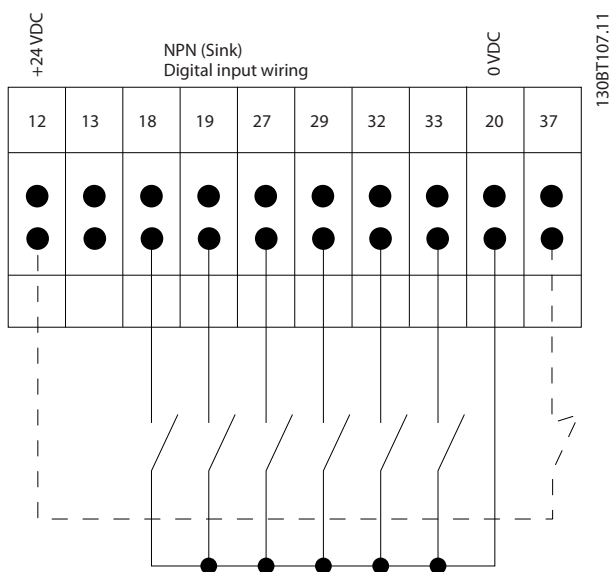 +24 VDC
NPN (Sink)
Digital input wiring
0 VDC
130BT107.11
12 13 18 19 27 29 32 33 20 37